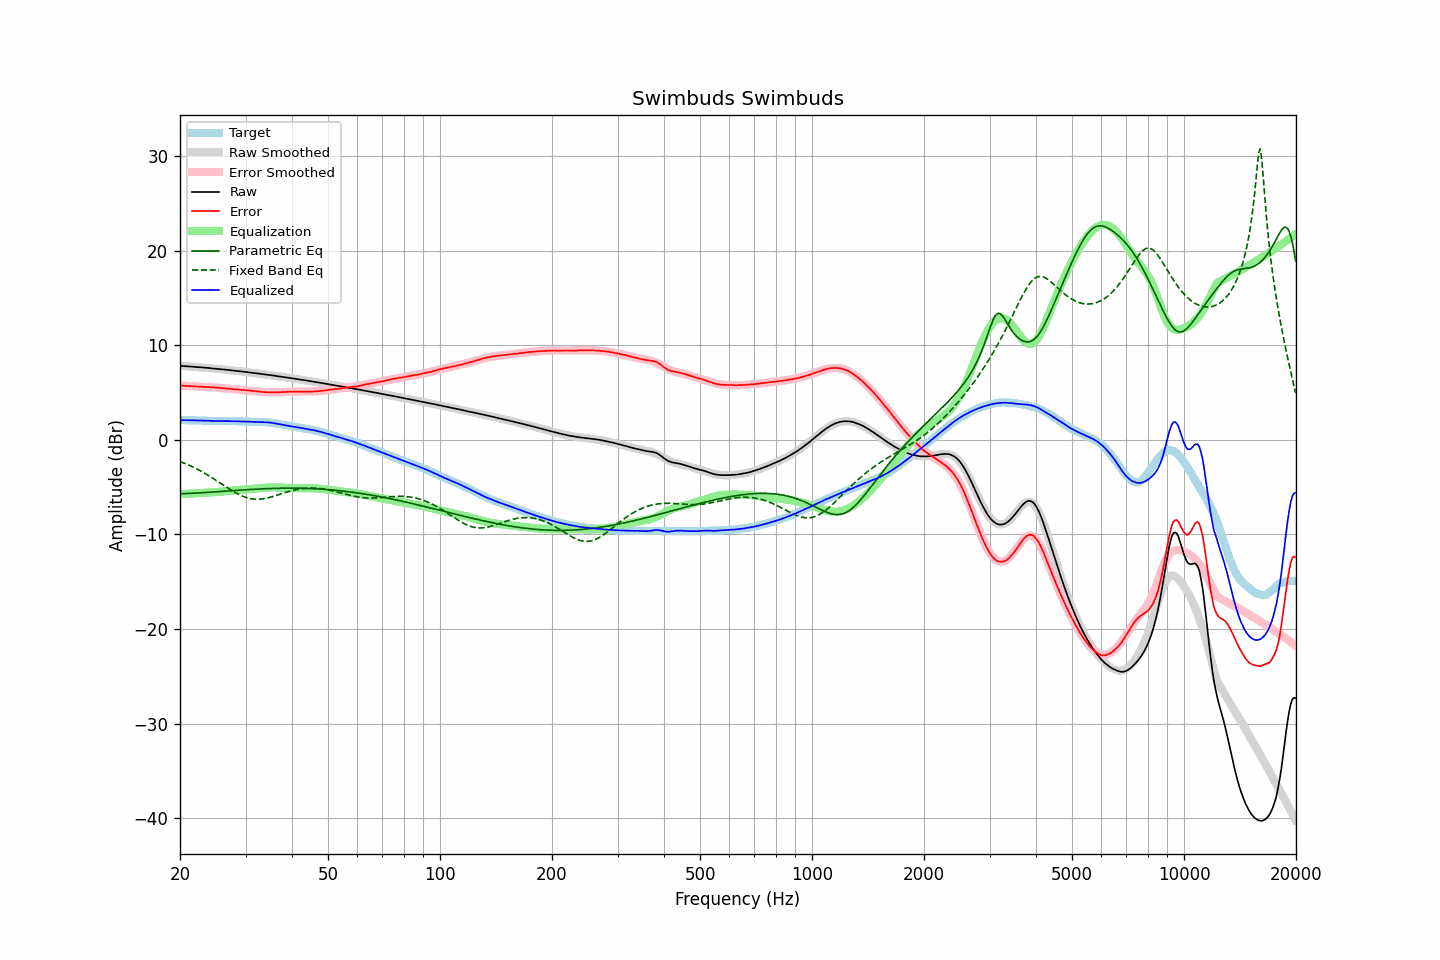 Swimbuds Swimbuds
Target
Raw Smoothed
Error Smoothed
Raw
Error
Equalization
Parametric Eq
Fixed Band Eq
Equalized
30
20
10
0
−10
−20
−30
−40
Amplitude (dBr)
20
50
100
200
500
1000
2000
5000
10000
20000
Frequency (Hz)